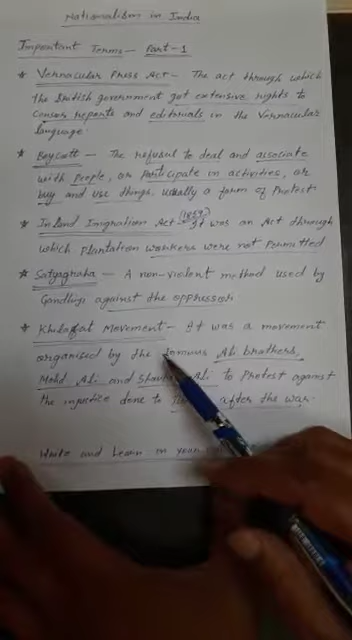 Nationalism in India
Important Terms— Part-1
* Vernacular Press Act - The act through which
the British government got extensive rights to
censor reports and editorials in the Vernacular
language.
* Boycott — The refusal to deal and associate
with people, or Participate in activities, or
buy and use things. usually a form of Protest
* Inland Imigration Act (1859) - It was an Act through
which plantation workers were not permitted
* Satyagraha - A non-violent method used by
Gandhiji against the oppressor
* Khilafat Movement - It was a movement
organised by the famous Ali brothers,
Mohd Ali and Ali to Protest against
the injustice done to after the war.
Write and Learn in your